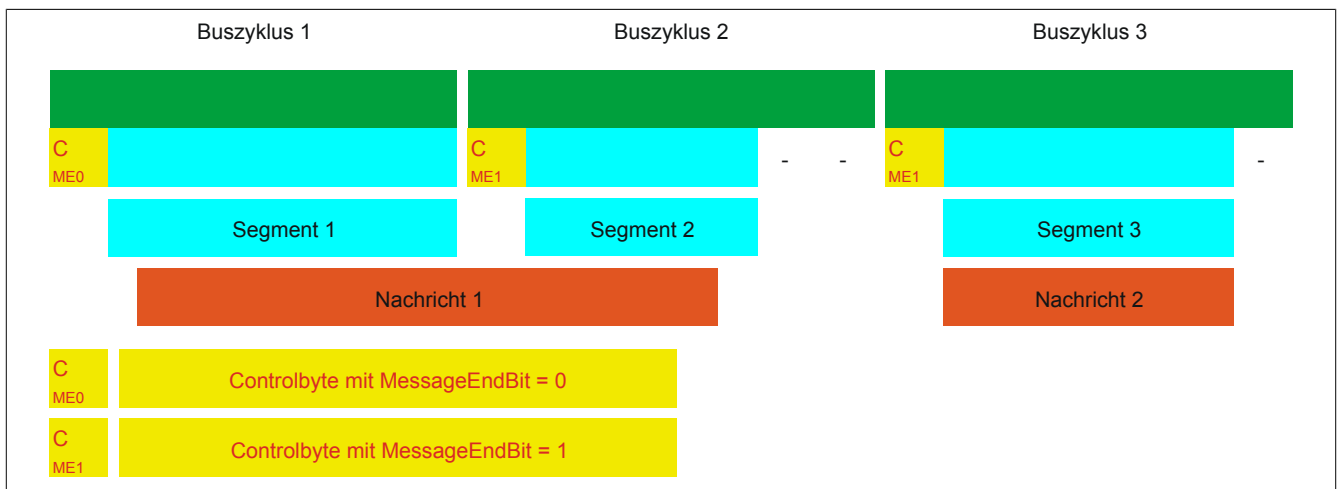 Buszyklus 1 Buszyklus 2 Buszyklus 3
C C - - C -
ME0 ME1 ME1
Segment 1 Segment 2 Segment 3
Nachricht 1 Nachricht 2
C
ME0
Controlbyte mit MessageEndBit = 0
C
ME1
Controlbyte mit MessageEndBit = 1